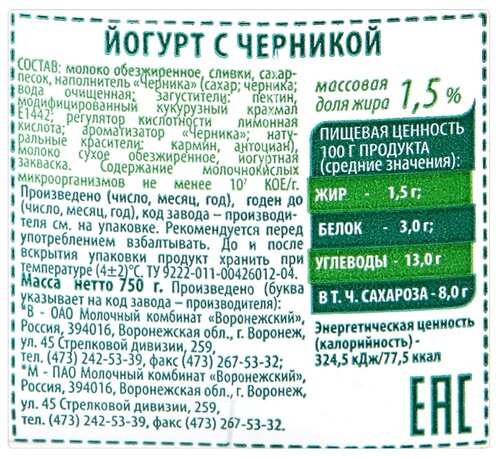 ЙОГУРТ С ЧЕРНИКОЙ
СОСТАВ: молоко обезжиренное, сливки, сахар-
песок, наполнитель «Черника» (сахар; черника;
вода очищенная; загустители: пектин,
модифицированный кукурузный крахмал
Е1442; регулятор кислотности лимонная
кислота; ароматизатор «Черника»; нату-
ральные красители: кармин, антоциан),
молоко сухое обезжиренное, йогуртная
закваска. Содержание молочнокислых
микроорганизмов не менее 10⁷ КОЕ/г.
Произведено (число, месяц, год), годен до
(число, месяц, год), код завода – производи-
теля см. на упаковке. Рекомендуется перед
употреблением взбалтывать. До и после
вскрытия упаковки продукт хранить при
температуре (4±2)°С. ТУ 9222-011-00426012-04.
Масса нетто 750 г. Произведено (буква
указывает на код завода – производителя):
*В - ОАО Молочный комбинат «Воронежский»,
Россия, 394016, Воронежская обл., г. Воронеж,
ул. 45 Стрелковой дивизии, 259,
тел. (473) 242-53-39, факс (473) 267-53-32;
*М - ПАО Молочный комбинат «Воронежский»,
Россия, 394016, Воронежская обл., г. Воронеж,
ул. 45 Стрелковой дивизии, 259,
тел. (473) 242-53-39, факс (473) 267-53-32.
массовая
доля жира 1,5 %
ПИЩЕВАЯ ЦЕННОСТЬ
100 Г ПРОДУКТА
(средние значения):
ЖИР - 1,5 г;
БЕЛОК - 3,0 г;
УГЛЕВОДЫ - 13,0 г
В Т. Ч. САХАРОЗА - 8,0 г
Энергетическая ценность
(калорийность) -
324,5 кДж/77,5 ккал
ЕАС